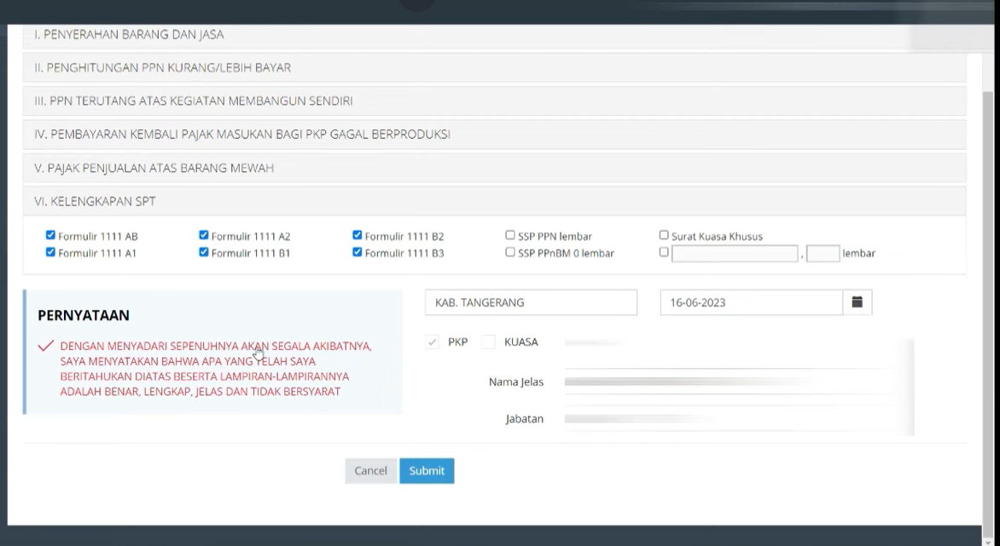 I. PENYERAHAN BARANG DAN JASA
II. PENGHITUNGAN PPN KURANG/LEBIH BAYAR
III. PPN TERUTANG ATAS KEGIATAN MEMBANGUN SENDIRI
IV. PEMBAYARAN KEMBALI PAJAK MASUKAN BAGI PKP GAGAL BERPRODUKSI
V. PAJAK PENJUALAN ATAS BARANG MEWAH
VI. KELENGKAPAN SPT
Formulir 1111 AB Formulir 1111 A2 Formulir 1111 B2 SSP PPN lembar Surat Kuasa Khusus
Formulir 1111 A1 Formulir 1111 B1 Formulir 1111 B3 SSP PPnBM 0 lembar , lembar
PERNYATAAN
DENGAN MENYADARI SEPENUHNYA AKAN SEGALA AKIBATNYA,
SAYA MENYATAKAN BAHWA APA YANG TELAH SAYA
BERITAHUKAN DIATAS BESERTA LAMPIRAN-LAMPIRANNYA
ADALAH BENAR, LENGKAP, JELAS DAN TIDAK BERSYARAT
KAB. TANGERANG 16-06-2023
PKP KUASA
Nama Jelas
Jabatan
Cancel Submit